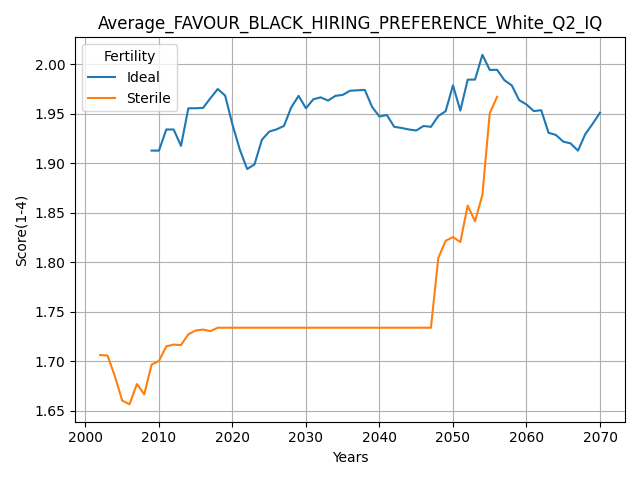 Average_FAVOUR_BLACK_HIRING_PREFERENCE_White_Q2_IQ
Fertility
Ideal
Sterile
2.00
1.95
1.90
1.85
1.80
1.75
1.70
1.65
Score(1-4)
2000 2010 2020 2030 2040 2050 2060 2070
Years